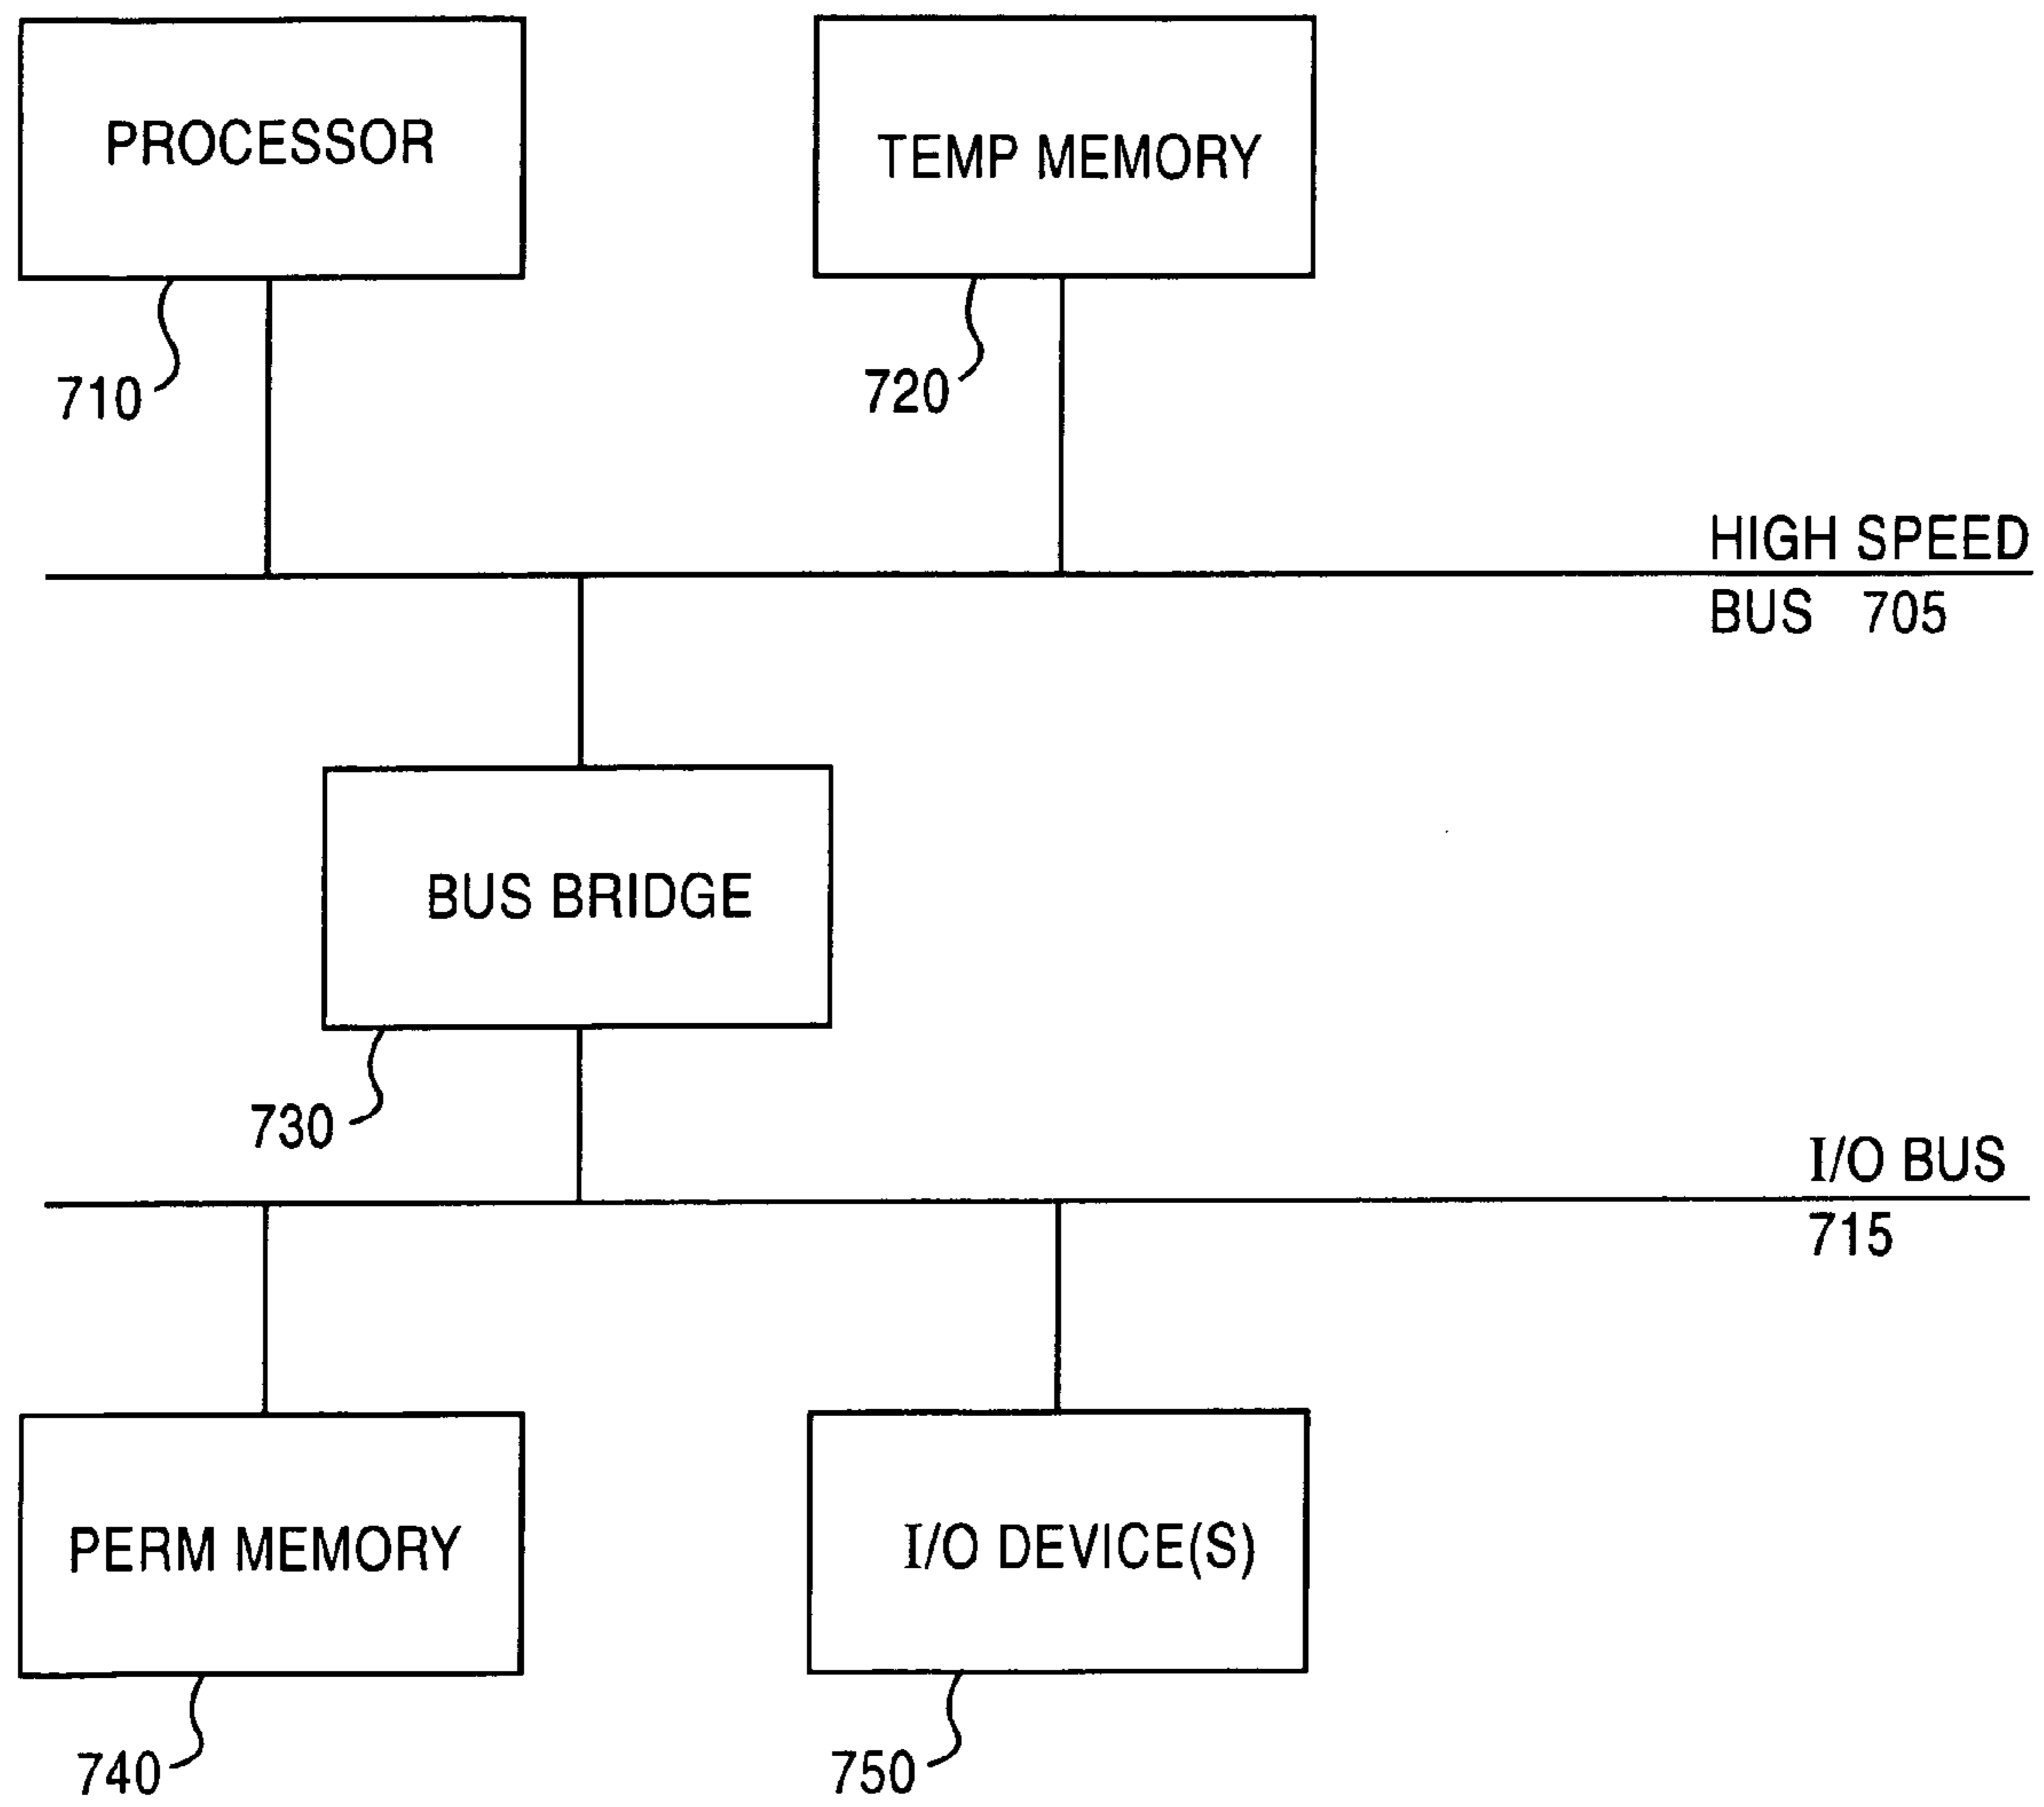 PROCESSOR
TEMP MEMORY
710
720
HIGH SPEED
BUS 705
BUS BRIDGE
730
I/O BUS
715
PERM MEMORY
I/O DEVICE(S)
740
750